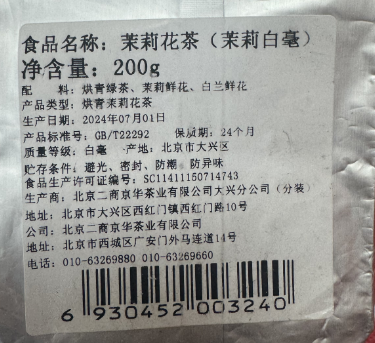 食品名称：茉莉花茶（茉莉白毫）
净含量：200g
配　料：烘青绿茶、茉莉鲜花、白兰鲜花
产品类型：烘青茉莉花茶
生产日期：2024年07月01日
产品标准号：GB/T22292　保质期：24个月
质量等级：白毫　产地：北京市大兴区
贮存条件：避光、密封、防潮、防异味
食品生产许可证编号：SC11411150714743
生产商：北京二商京华茶业有限公司大兴分公司（分装）
地址：北京市大兴区西红门镇西红门路10号
公司：北京二商京华茶业有限公司
地址：北京市西城区广安门外马连道14号
电话：010-63269880 010-63269660
6 930452 003240